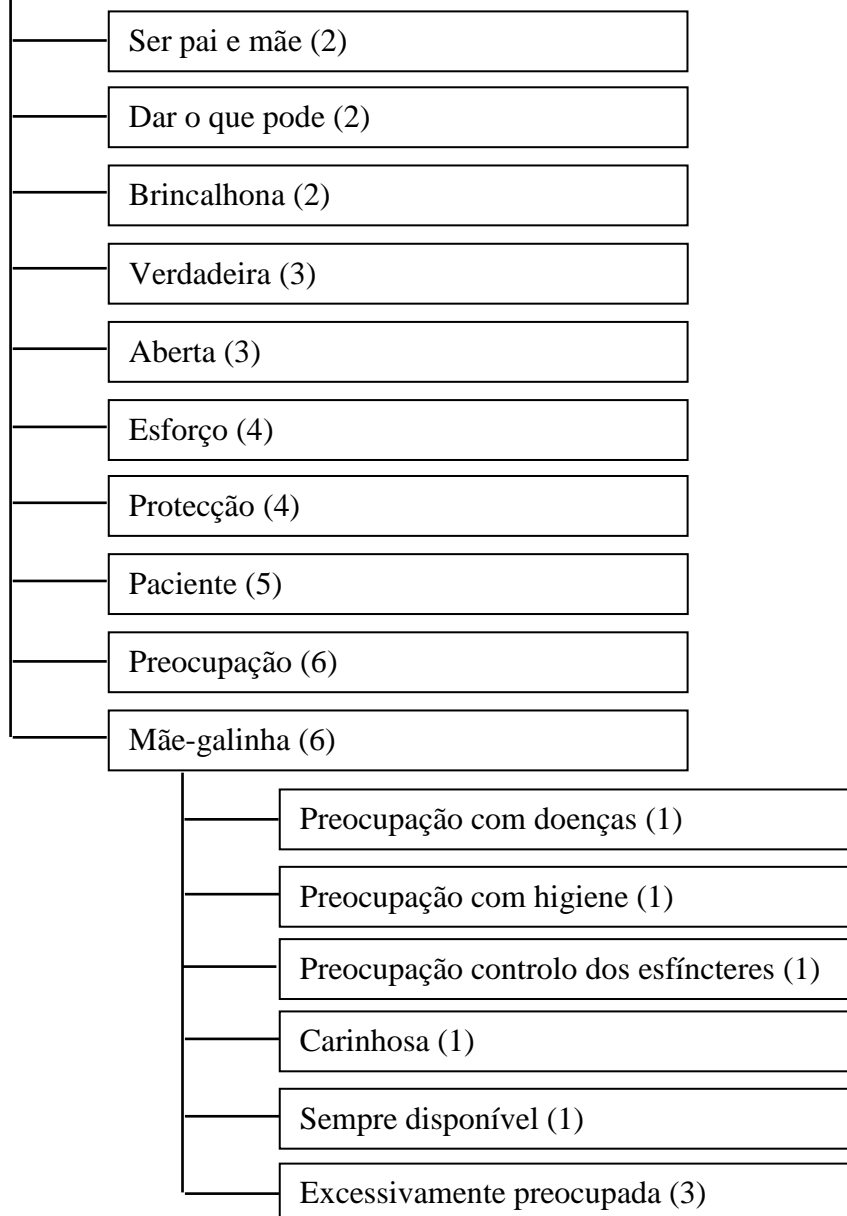 Ser pai e mãe (2)
Dar o que pode (2)
Brincalhona (2)
Verdadeira (3)
Aberta (3)
Esforço (4)
Protecção (4)
Paciente (5)
Preocupação (6)
Mãe-galinha (6)
Preocupação com doenças (1)
Preocupação com higiene (1)
Preocupação controlo dos esfíncteres (1)
Carinhosa (1)
Sempre disponível (1)
Excessivamente preocupada (3)